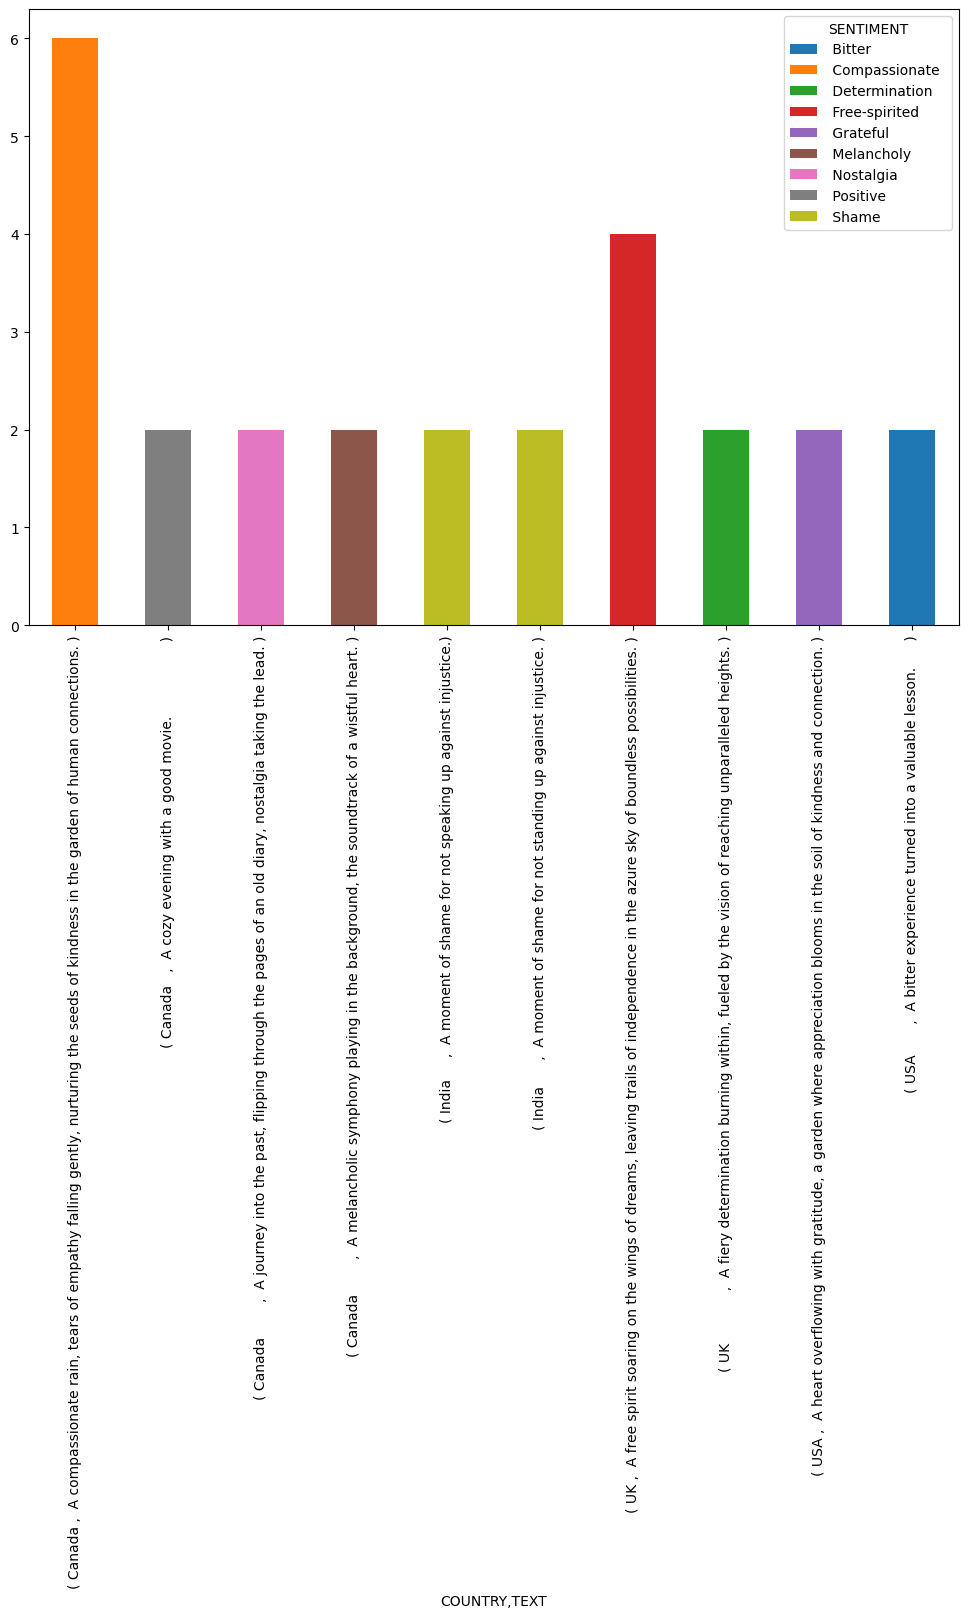 6
5
4
3
2
1
0
SENTIMENT
Bitter
Compassionate
Determination
Free-spirited
Grateful
Melancholy
Nostalgia
Positive
Shame
( Canada , A compassionate rain, tears of empathy falling gently, nurturing the seeds of kindness in the garden of human connections. )
( Canada , A cozy evening with a good movie. )
( Canada , A journey into the past, flipping through the pages of an old diary, nostalgia taking the lead. )
( Canada , A melancholic symphony playing in the background, the soundtrack of a wistful heart. )
( India , A moment of shame for not speaking up against injustice.)
( India , A moment of shame for not standing up against injustice. )
( UK , A free spirit soaring on the wings of dreams, leaving trails of independence in the azure sky of boundless possibilities. )
( UK , A fiery determination burning within, fueled by the vision of reaching unparalleled heights. )
( USA , A heart overflowing with gratitude, a garden where appreciation blooms in the soil of kindness and connection. )
( USA , A bitter experience turned into a valuable lesson. )
COUNTRY,TEXT